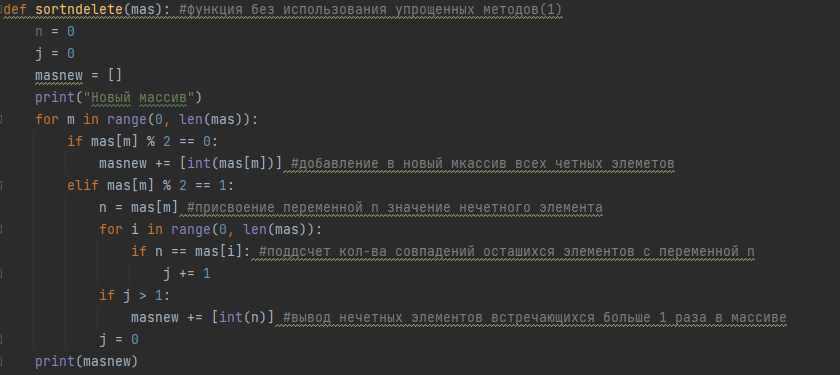 def sortndelete(mas): #функция без использования упрощенных методов(1)
    n = 0
    j = 0
    masnew = []
    print("Новый массив")
    for m in range(0, len(mas)):
        if mas[m] % 2 == 0:
            masnew += [int(mas[m])] #добавление в новый мкассив всех четных элеметов
        elif mas[m] % 2 == 1:
            n = mas[m] #присвоение переменной n значение нечетного элемента
            for i in range(0, len(mas)):
                if n == mas[i]: #поддсчет кол-ва совпадений осташихся элементов с переменной n
                    j += 1
            if j > 1:
                masnew += [int(n)] #вывод нечетных элементов встречающихся больше 1 раза в массиве
            j = 0
    print(masnew)